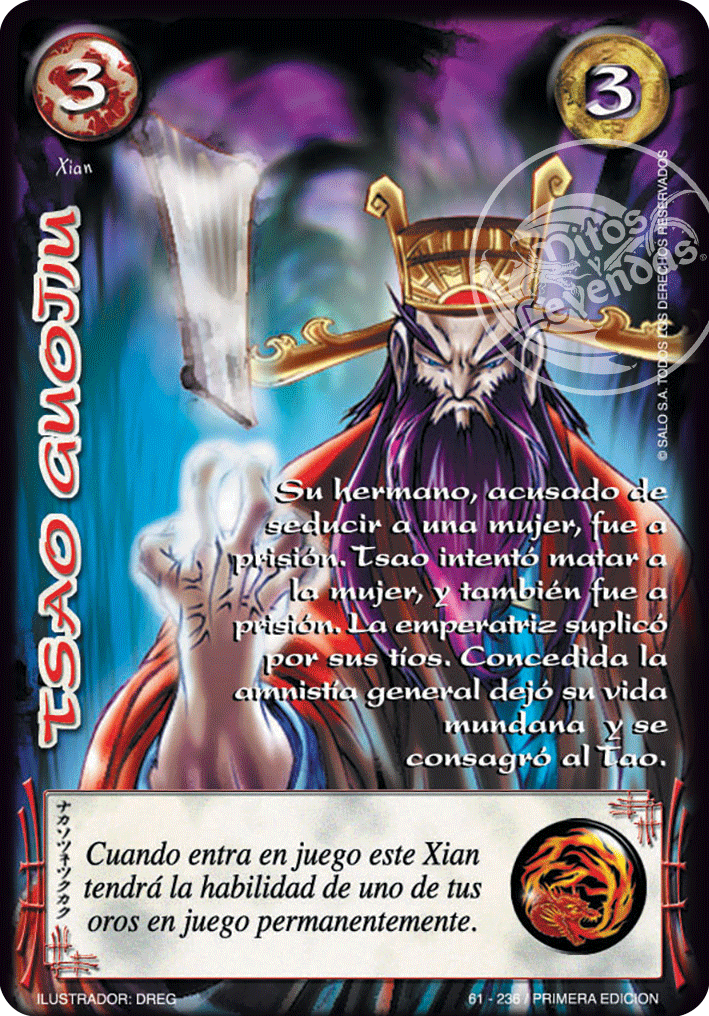 3
3
Xian
TSAO GUOJIU
Mitos
y
Leyendas®
© SALO S.A. TODOS LOS DERECHOS RESERVADOS
Su hermano, acusado de
seducir a una mujer, fue a
prisión. Tsao intentó matar a
la mujer, y también fue a
prisión. La emperatriz suplicó
por sus tíos. Concedida la
amnistía general dejó su vida
mundana y se
consagró al Tao.
ナカソツネツクカク
Cuando entra en juego este Xian
tendrá la habilidad de uno de tus
oros en juego permanentemente.
ILUSTRADOR: DREG
61 - 236 / PRIMERA EDICION